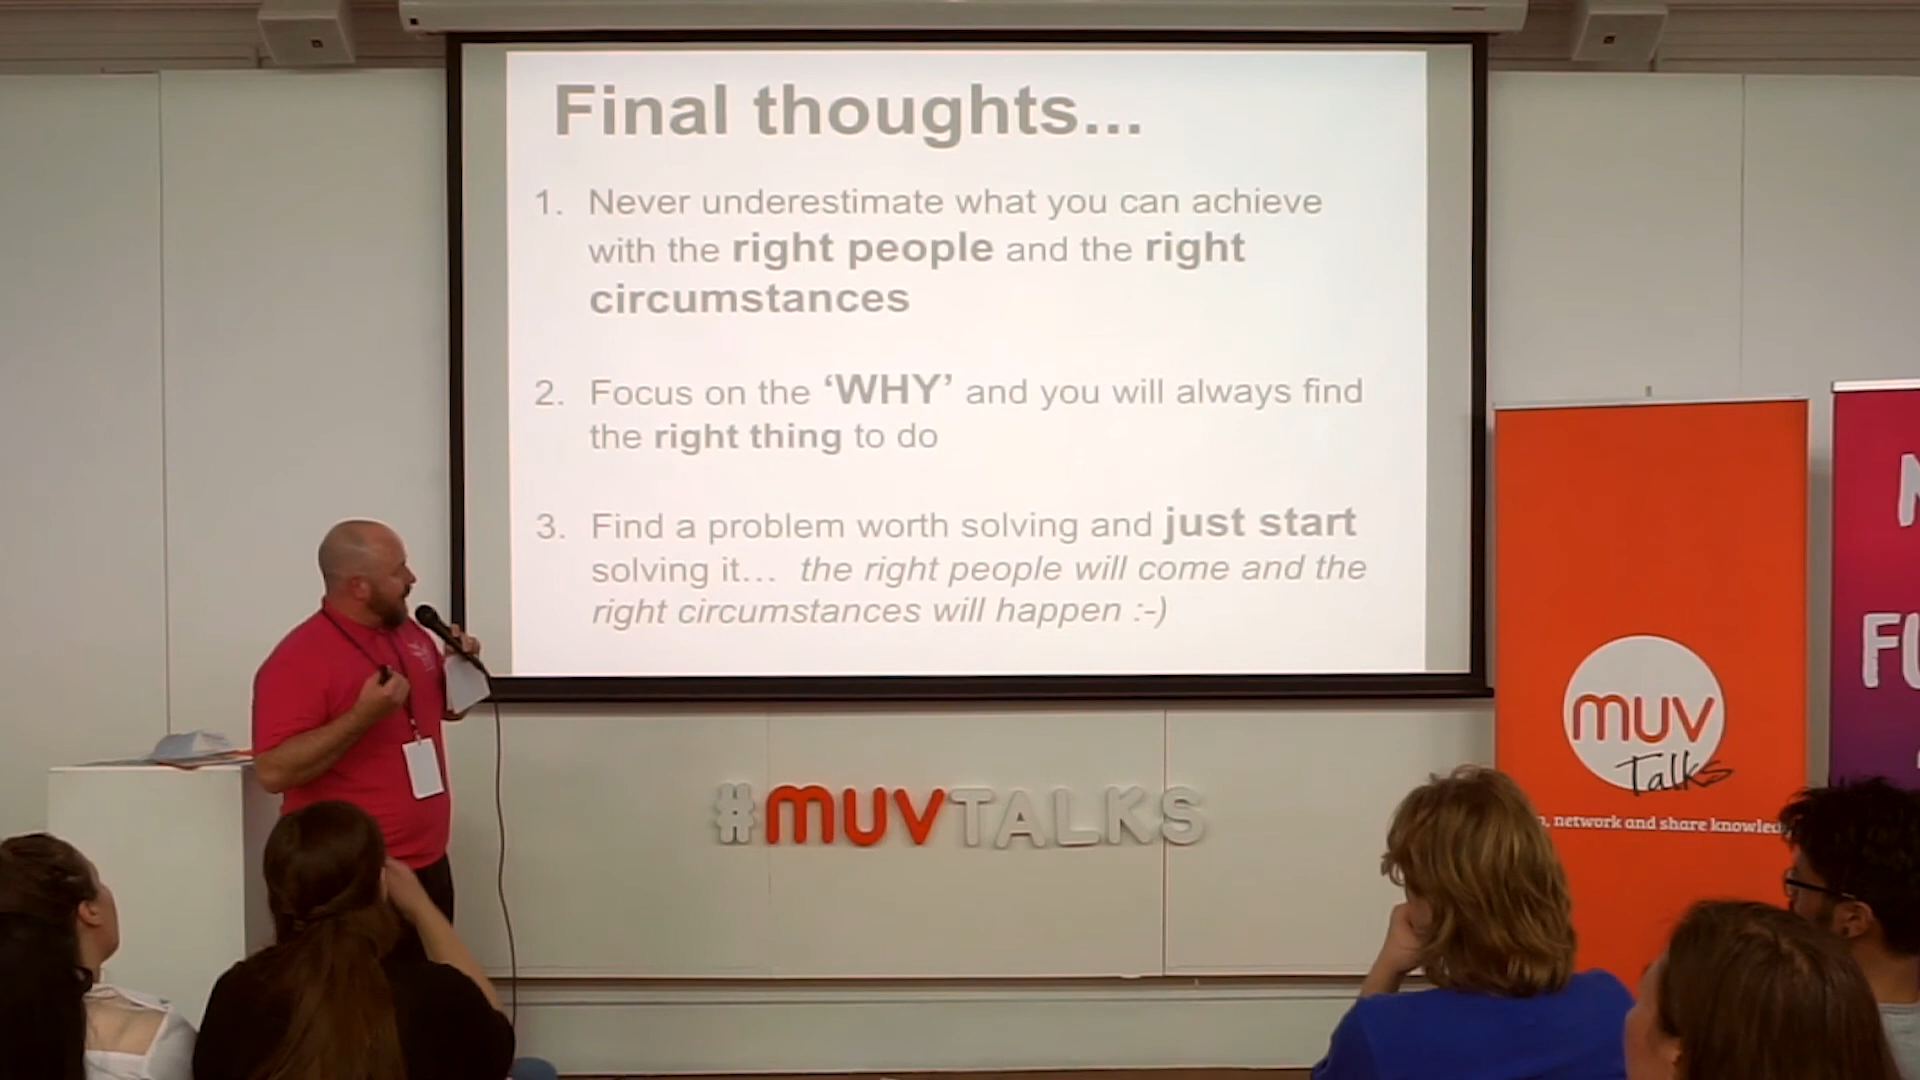 Final thoughts...
1. Never underestimate what you can achieve
with the right people and the right
circumstances
2. Focus on the ‘WHY’ and you will always find
the right thing to do
3. Find a problem worth solving and just start
solving it... the right people will come and the
right circumstances will happen :-)
#MUVTALKS
muv
Talks
network and share